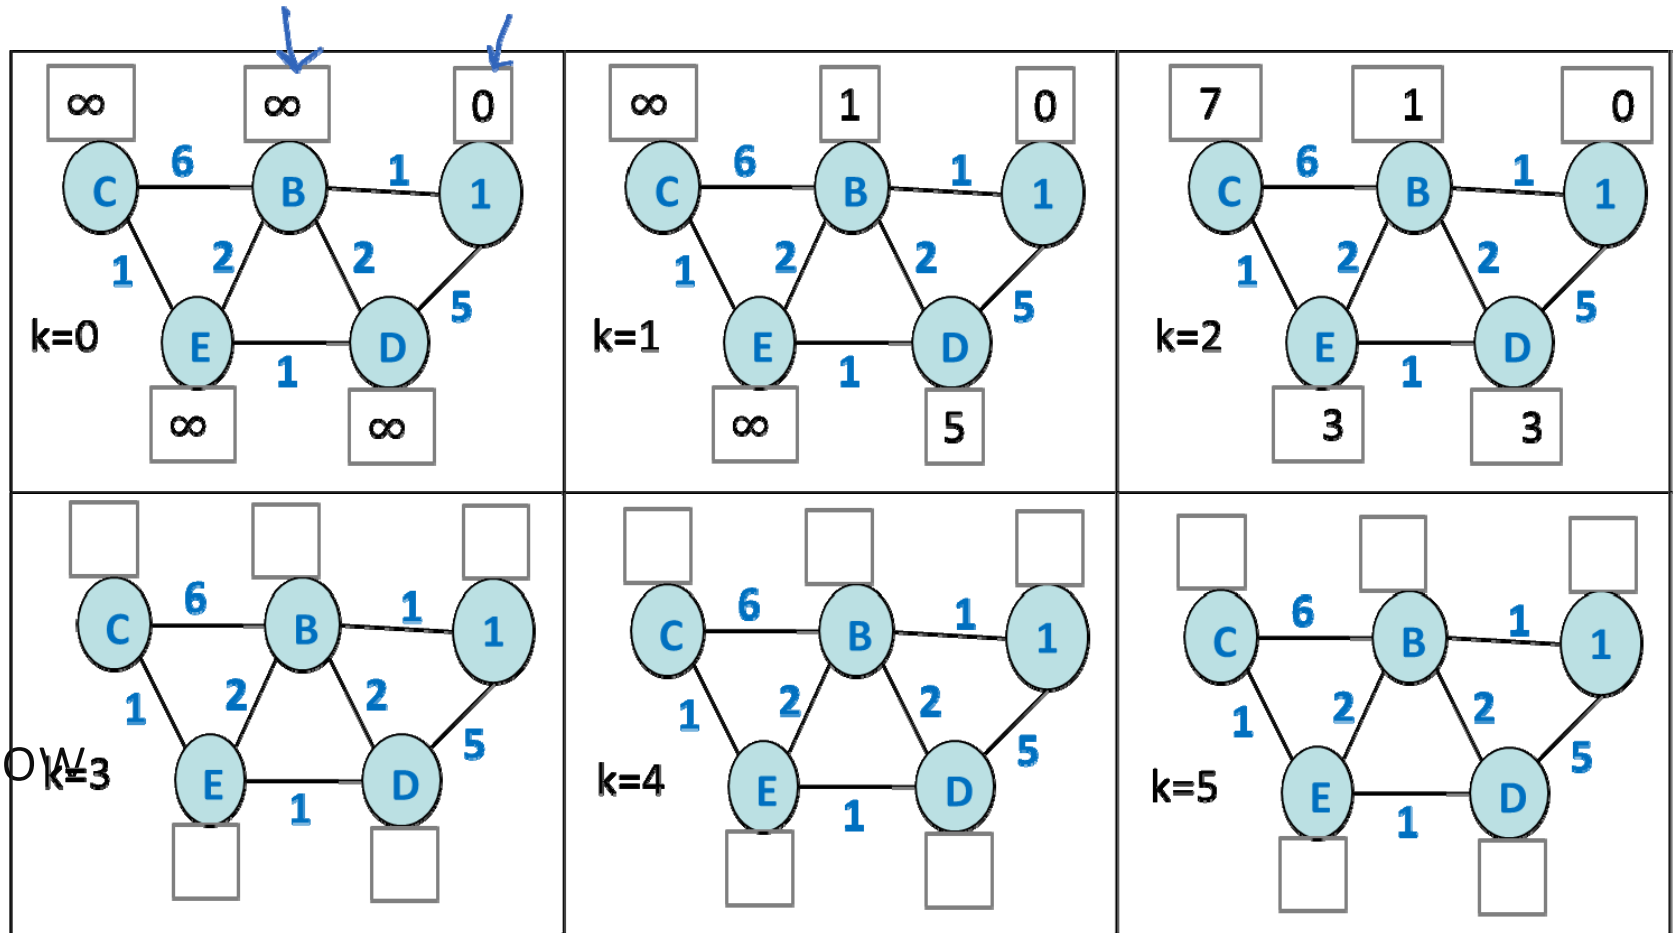 ∞ ∞ 0
C 6 B 1 1
1 2 2 5
k=0 E 1 D
∞ ∞
∞ 1 0
C 6 B 1 1
1 2 2 5
k=1 E 1 D
∞ 5
7 1 0
C 6 B 1 1
1 2 2 5
k=2 E 1 D
3 3
C 6 B 1 1
1 2 2 5
OW
k=3 E 1 D
C 6 B 1 1
1 2 2 5
k=4 E 1 D
C 6 B 1 1
1 2 2 5
k=5 E 1 D